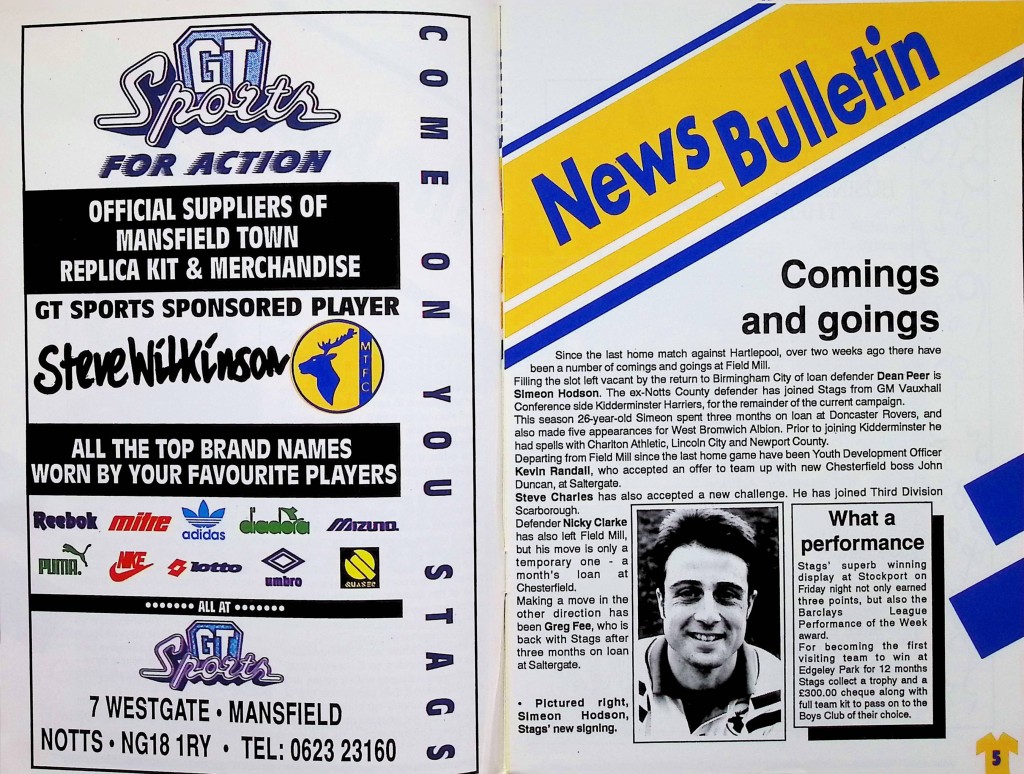 GT
Sports
FOR ACTION
OFFICIAL SUPPLIERS OF
MANSFIELD TOWN
REPLICA KIT & MERCHANDISE
GT SPORTS SPONSORED PLAYER
Steve Wilkinson
MTFC
ALL THE TOP BRAND NAMES
WORN BY YOUR FAVOURITE PLAYERS
Reebok
mitre
adidas
diadora
MIZUNO
PUMA
NIKE
lotto
umbro
QUASER
•••••• ALL AT ••••••
GT
Sports
7 WESTGATE • MANSFIELD
NOTTS • NG18 1RY • TEL: 0623 23160
COME ON YOU STAGS
News Bulletin
Comings
and goings
Since the last home match against Hartlepool, over two weeks ago there have
been a number of comings and goings at Field Mill.
Filling the slot left vacant by the return to Birmingham City of loan defender Dean Peer is
Simeon Hodson. The ex-Notts County defender has joined Stags from GM Vauxhall
Conference side Kidderminster Harriers, for the remainder of the current campaign.
This season 26-year-old Simeon spent three months on loan at Doncaster Rovers, and
also made five appearances for West Bromwich Albion. Prior to joining Kidderminster he
had spells with Charlton Athletic, Lincoln City and Newport County.
Departing from Field Mill since the last home game have been Youth Development Officer
Kevin Randall, who accepted an offer to team up with new Chesterfield boss John
Duncan, at Saltergate.
Steve Charles has also accepted a new challenge. He has joined Third Division
Scarborough.
Defender Nicky Clarke
has also left Field Mill,
but his move is only a
temporary one - a
month's loan at
Chesterfield.
Making a move in the
other direction has
been Greg Fee, who is
back with Stags after
three months on loan
at Saltergate.
• Pictured right,
Simeon Hodson,
Stags' new signing.
What a
performance
Stags' superb winning
display at Stockport on
Friday night not only earned
three points, but also the
Barclays League
Performance of the Week
award.
For becoming the first
visiting team to win at
Edgeley Park for 12 months
Stags collect a trophy and a
£300.00 cheque along with
full team kit to pass on to the
Boys Club of their choice.
5